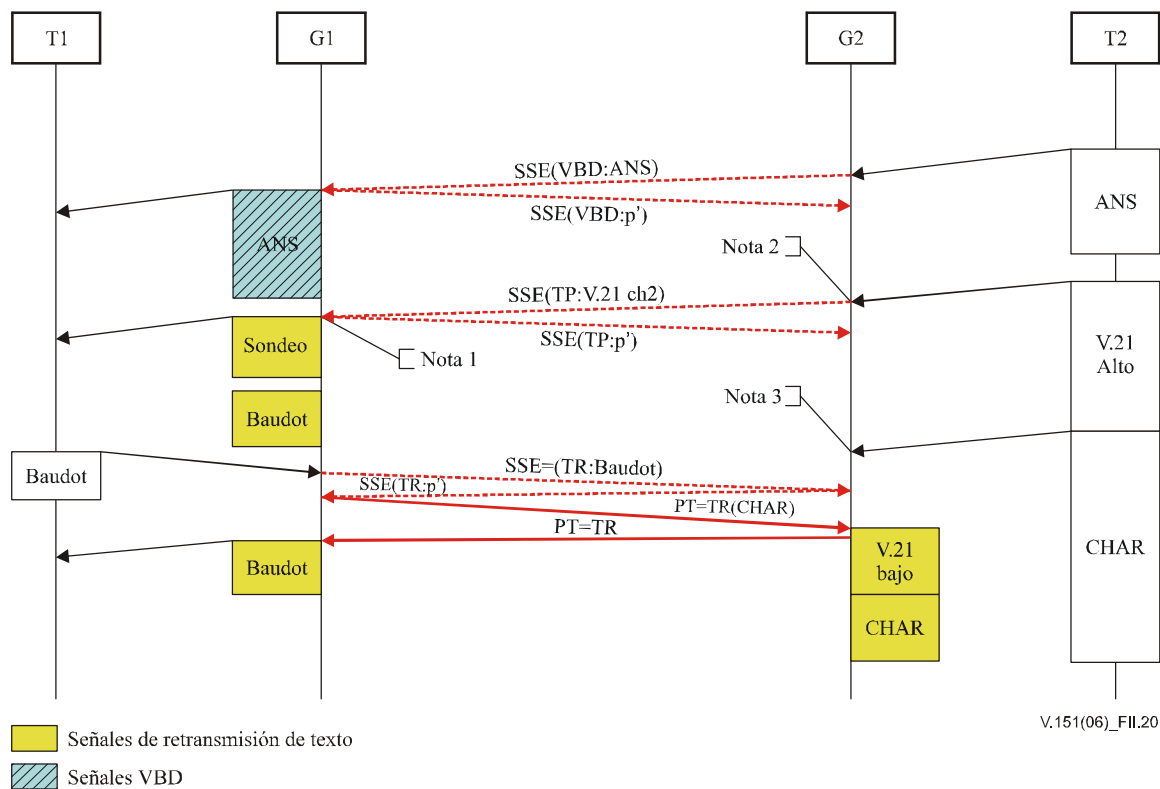 T1
G1
G2
T2
SSE(VBD:ANS)
SSE(VBD:p')
ANS
ANS
Nota 2
SSE(TP:V.21 ch2)
SSE(TP:p')
Sondeo
Nota 1
V.21
Alto
Nota 3
Baudot
Baudot
SSE=(TR:Baudot)
SSE(TR:p')
PT=TR(CHAR)
PT=TR
Baudot
V.21
bajo
CHAR
CHAR
V.151(06)_FII.20
Señales de retransmisión de texto
Señales VBD